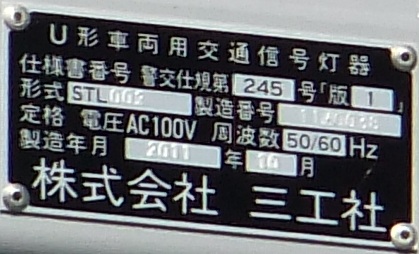 U形車両用交通信号灯器
仕様書番号 警交仕規第 245 号「版 1 」
形式 STL002 製造番号
定格 電圧AC100V 周波数 50/60 Hz
製造年月 2011 年 10 月
株式会社 三工社